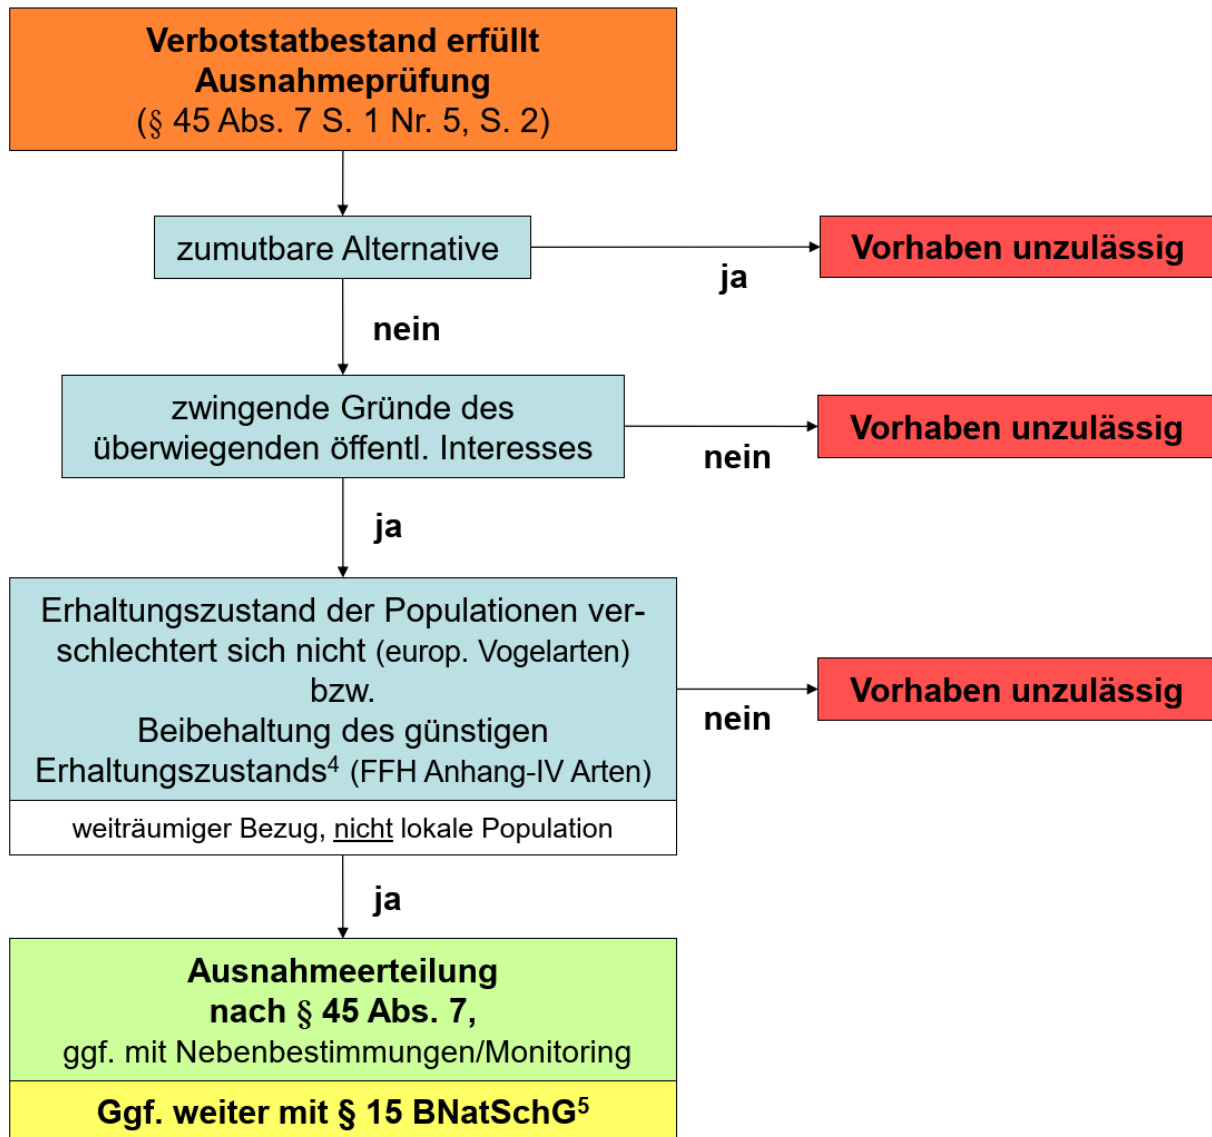 Verbotstatbestand erfüllt
Ausnahmeprüfung
(§ 45 Abs. 7 S. 1 Nr. 5, S. 2)
zumutbare Alternative
Vorhaben unzulässig
ja
nein
zwingende Gründe des
überwiegenden öffentl. Interesses
Vorhaben unzulässig
nein
ja
Erhaltungszustand der Populationen ver-
schlechtert sich nicht (europ. Vogelarten)
bzw.
Beibehaltung des günstigen
Erhaltungszustands⁴ (FFH Anhang-IV Arten)
Vorhaben unzulässig
nein
weiträumiger Bezug, nicht lokale Population
ja
Ausnahmeerteilung
nach § 45 Abs. 7,
ggf. mit Nebenbestimmungen/Monitoring
Ggf. weiter mit § 15 BNatSchG⁵